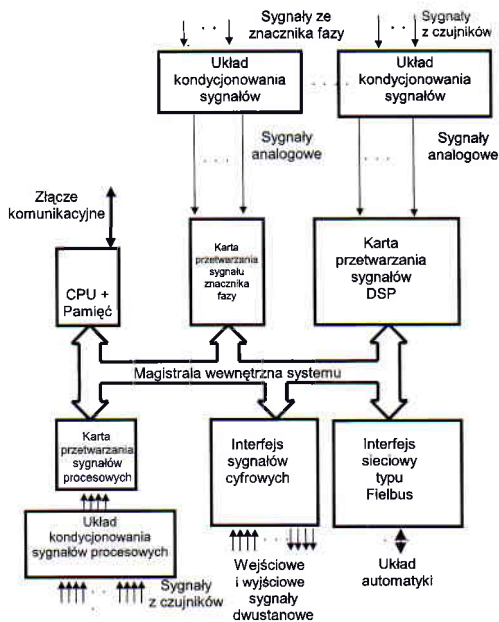 Sygnały ze
znacznika fazy
Sygnały
z czujników
Układ
kondycjonowania
sygnałów
Układ
kondycjonowania
sygnałów
Sygnały
analogowe
Sygnały
analogowe
Złącze
komunikacyjne
CPU +
Pamięć
Karta
przetwarzania
sygnału
znacznika
fazy
Karta
przetwarzania
sygnałów
DSP
Magistrala wewnętrzna systemu
Karta
przetwarzania
sygnałów
procesowych
Interfejs
sygnałów
cyfrowych
Interfejs
sieciowy
typu
Fielbus
Układ
kondycjonowania
sygnałów procesowych
Sygnały
z czujników
Wejściowe
i wyjściowe
sygnały
dwustanowe
Układ
automatyki